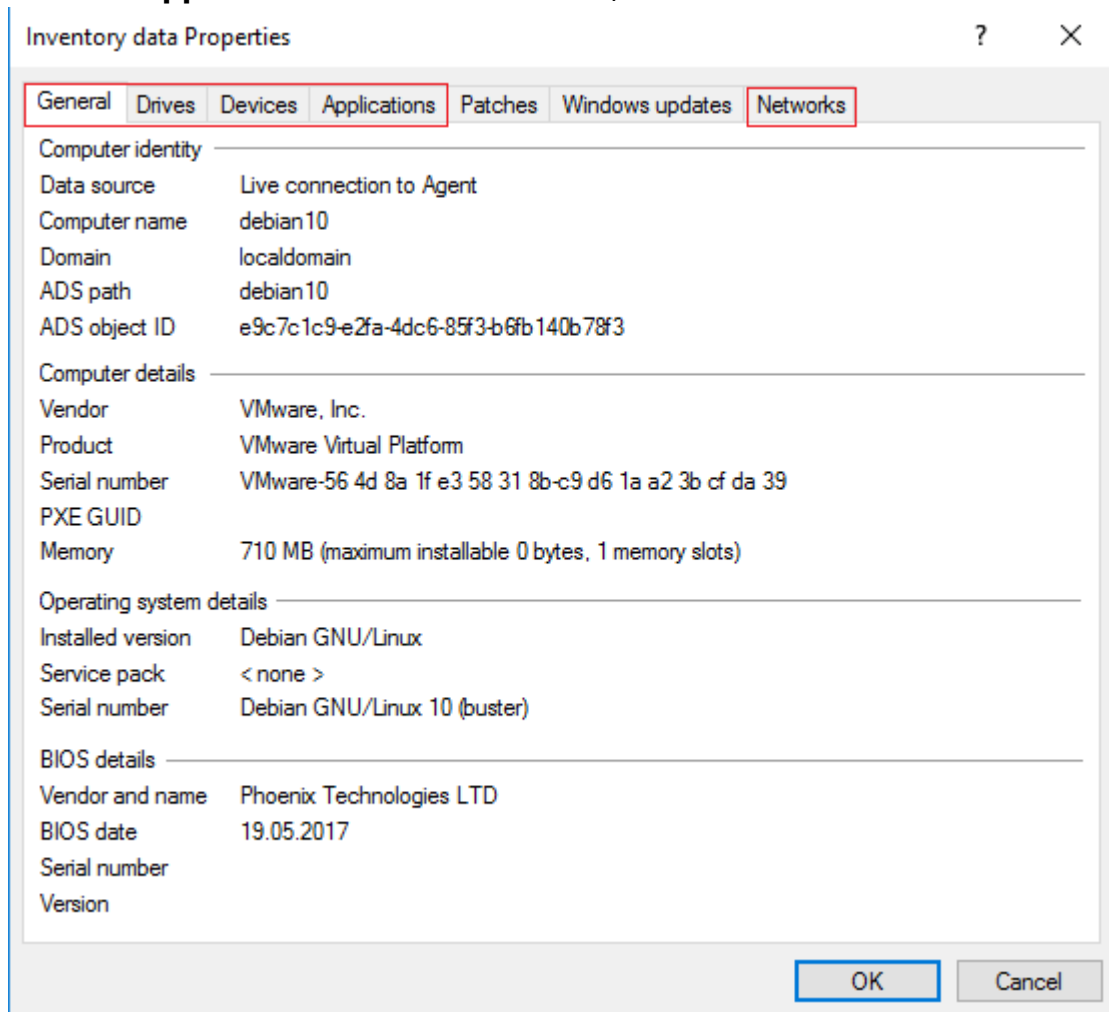 Inventory data Properties ? ×
General Drives Devices Applications Patches Windows updates Networks
Computer identity
Data source Live connection to Agent
Computer name debian10
Domain localdomain
ADS path debian10
ADS object ID e9c7c1c9-e2fa-4dc6-85f3-b6fb140b78f3
Computer details
Vendor VMware, Inc.
Product VMware Virtual Platform
Serial number VMware-56 4d 8a 1f e3 58 31 8b-c9 d6 1a a2 3b cf da 39
PXE GUID
Memory 710 MB (maximum installable 0 bytes, 1 memory slots)
Operating system details
Installed version Debian GNU/Linux
Service pack < none >
Serial number Debian GNU/Linux 10 (buster)
BIOS details
Vendor and name Phoenix Technologies LTD
BIOS date 19.05.2017
Serial number
Version
OK Cancel